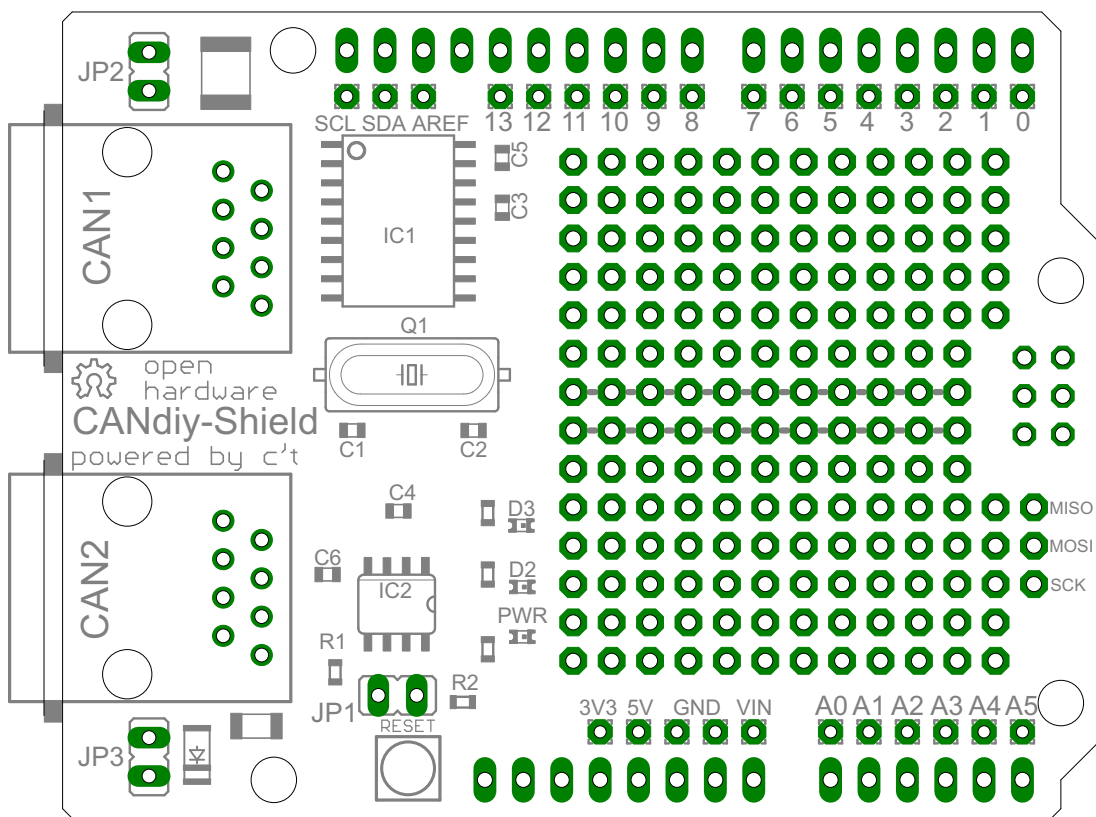 JP2
SCL SDA AREF 13 12 11 10 9 8 7 6 5 4 3 2 1 0
C5
CAN1
C3
IC1
Q1
open
hardware
CANdiy-Shield
powered by c't
C1
C2
C4
D3
MISO
MOSI
CAN2
C6
D2
IC2
SCK
PWR
R1
R2
JP1
3V3 5V GND VIN A0 A1 A2 A3 A4 A5
RESET
JP3